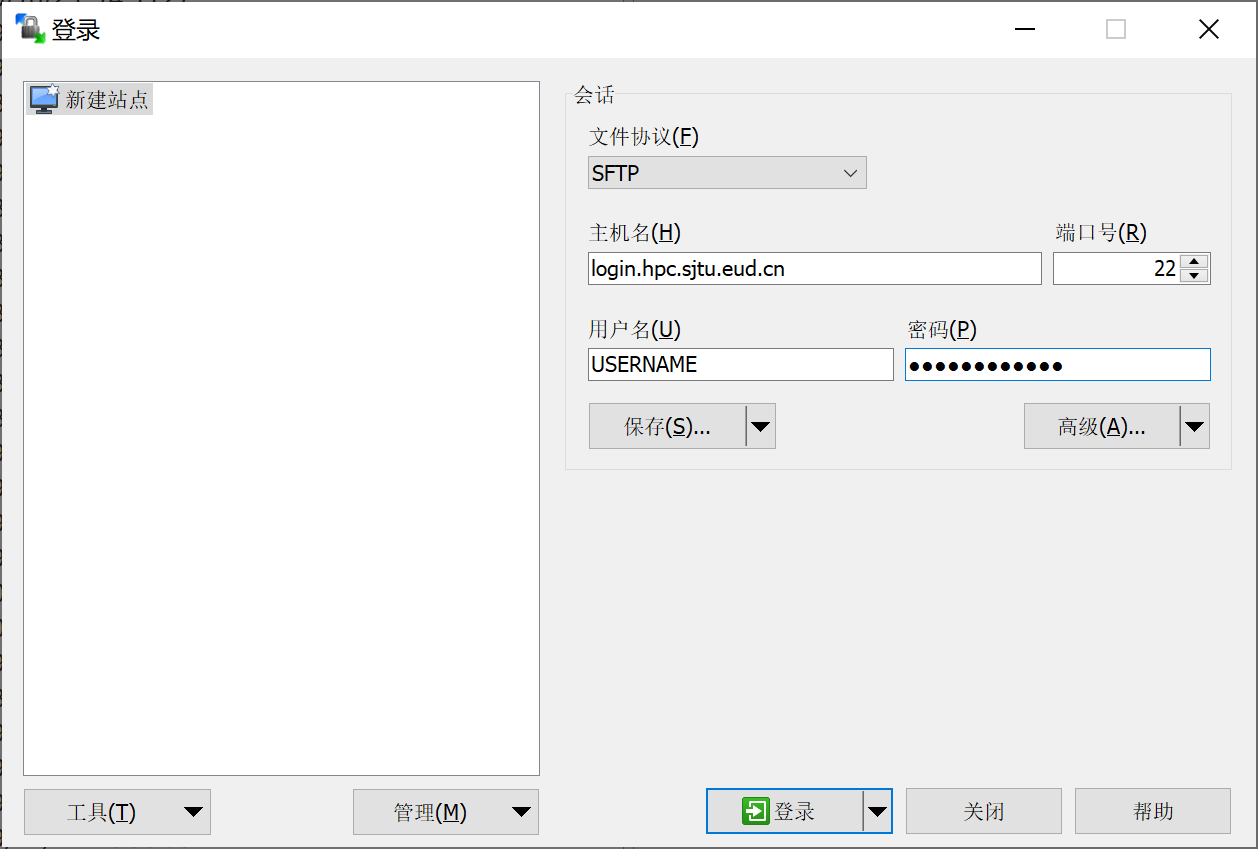 登录
新建站点
会话
文件协议(F)
SFTP
主机名(H)
端口号(R)
login.hpc.sjtu.eud.cn
22
用户名(U)
密码(P)
USERNAME
●●●●●●●●●●●●
保存(S)...
高级(A)...
工具(T)
管理(M)
登录
关闭
帮助